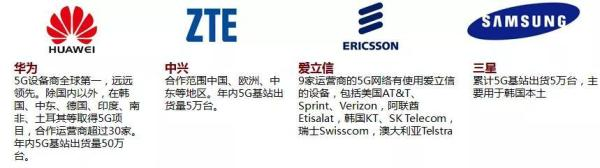 HUAWEI
华为
5G设备商全球第一，远远
领先。除国内以外，在韩
国、中东、德国、印度、南
非、土耳其等取得5G项
目，合作运营商超过30家。
年内5G基站出货量50万
台。
ZTE
中兴
合作范围中国、欧洲、中
东等地区。年内5G基站出
货量5万台。
ERICSSON
爱立信
9家运营商的5G网络有使用爱立信
的设备，包括美国AT&T、
Sprint、Verizon，阿联酋
Etisalat，韩国KT、SK Telecom，
瑞士Swisscom，澳大利亚Telstra
SAMSUNG
三星
累计5G基站出货5万台，主
要用于韩国本土